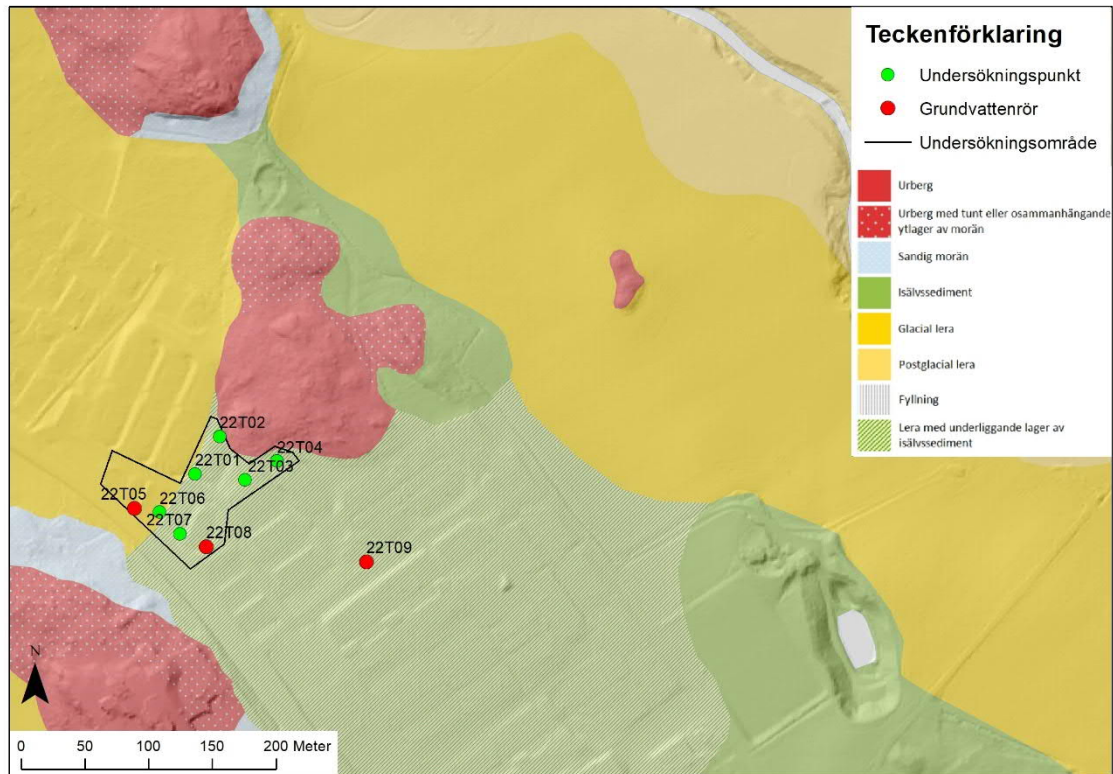 Teckenförklaring
Undersökningspunkt
Grundvattenrör
Undersökningsområde
Urberg
Urberg med tunt eller osammanhängande
ytlager av morän
Sandig morän
Isälvssediment
Glacial lera
Postglacial lera
Fyllning
Lera med underliggande lager av
isälvssediment
22T02
22T04
22T01
22T03
22T05
22T06
22T07
22T08
22T09
N
0 50 100 150 200 Meter